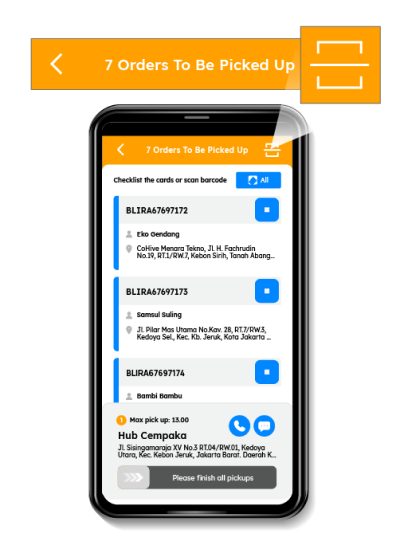 7 Orders To Be Picked Up
7 Orders To Be Picked Up
Checklist the cards or scan barcode
All
BLIRA67697172
Eko Gendang
CoHive Menara Tekno, Jl. H. Fachrudin
No.19, RT.1/RW.7, Kebon Sirih, Tanah Abang...
BLIRA67697173
Samsul Suling
Jl. Pilar Mas Utama No.Kav. 28, RT.7/RW.3,
Kedoya Sel., Kec. Kb. Jeruk, Kota Jakarta ...
BLIRA67697174
Bambi Bambu
1 Max pick up: 13.00
Hub Cempaka
Jl. Sisingamaraja XV No.3 RT.04/RW.01, Kedoya
Utara, Kec. Kebon Jeruk, Jakarta Barat. Daerah K...
Please finish all pickups